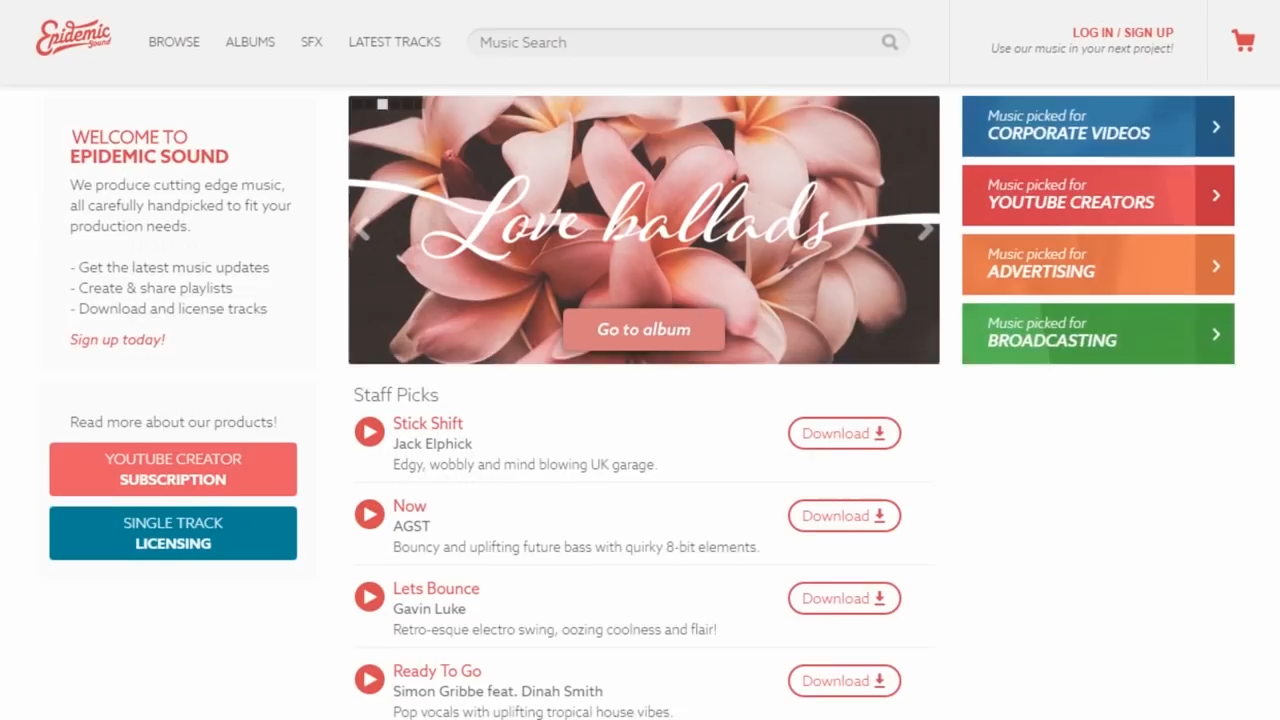 Epidemic Sound
BROWSE
ALBUMS
SFX
LATEST TRACKS
Music Search
LOG IN / SIGN UP
Use our music in your next project!
WELCOME TO
EPIDEMIC SOUND
We produce cutting edge music,
all carefully handpicked to fit your
production needs.
- Get the latest music updates
- Create & share playlists
- Download and license tracks
Sign up today!
Read more about our products!
YOUTUBE CREATOR
SUBSCRIPTION
SINGLE TRACK
LICENSING
Love ballads
Go to album
Staff Picks
Stick Shift
Jack Elphick
Edgy, wobbly and mind blowing UK garage.
Download
Now
AGST
Bouncy and uplifting future bass with quirky 8-bit elements.
Download
Lets Bounce
Gavin Luke
Retro-esque electro swing, oozing coolness and flair!
Download
Ready To Go
Simon Gribbe feat. Dinah Smith
Pop vocals with uplifting tropical house vibes.
Download
Music picked for
CORPORATE VIDEOS
Music picked for
YOUTUBE CREATORS
Music picked for
ADVERTISING
Music picked for
BROADCASTING